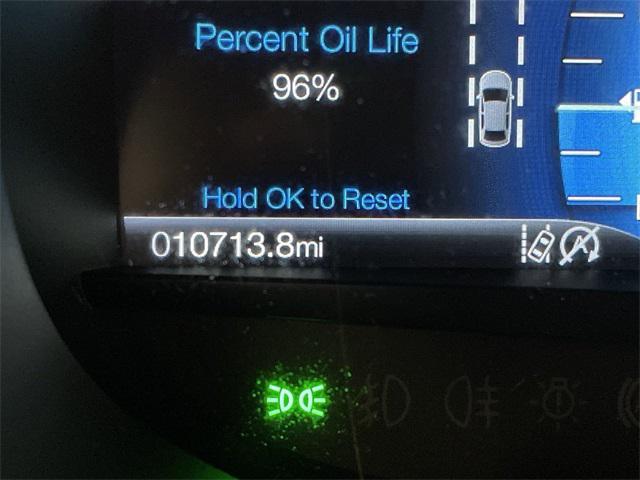 Percent Oil Life
96%
Hold OK to Reset
010713.8mi